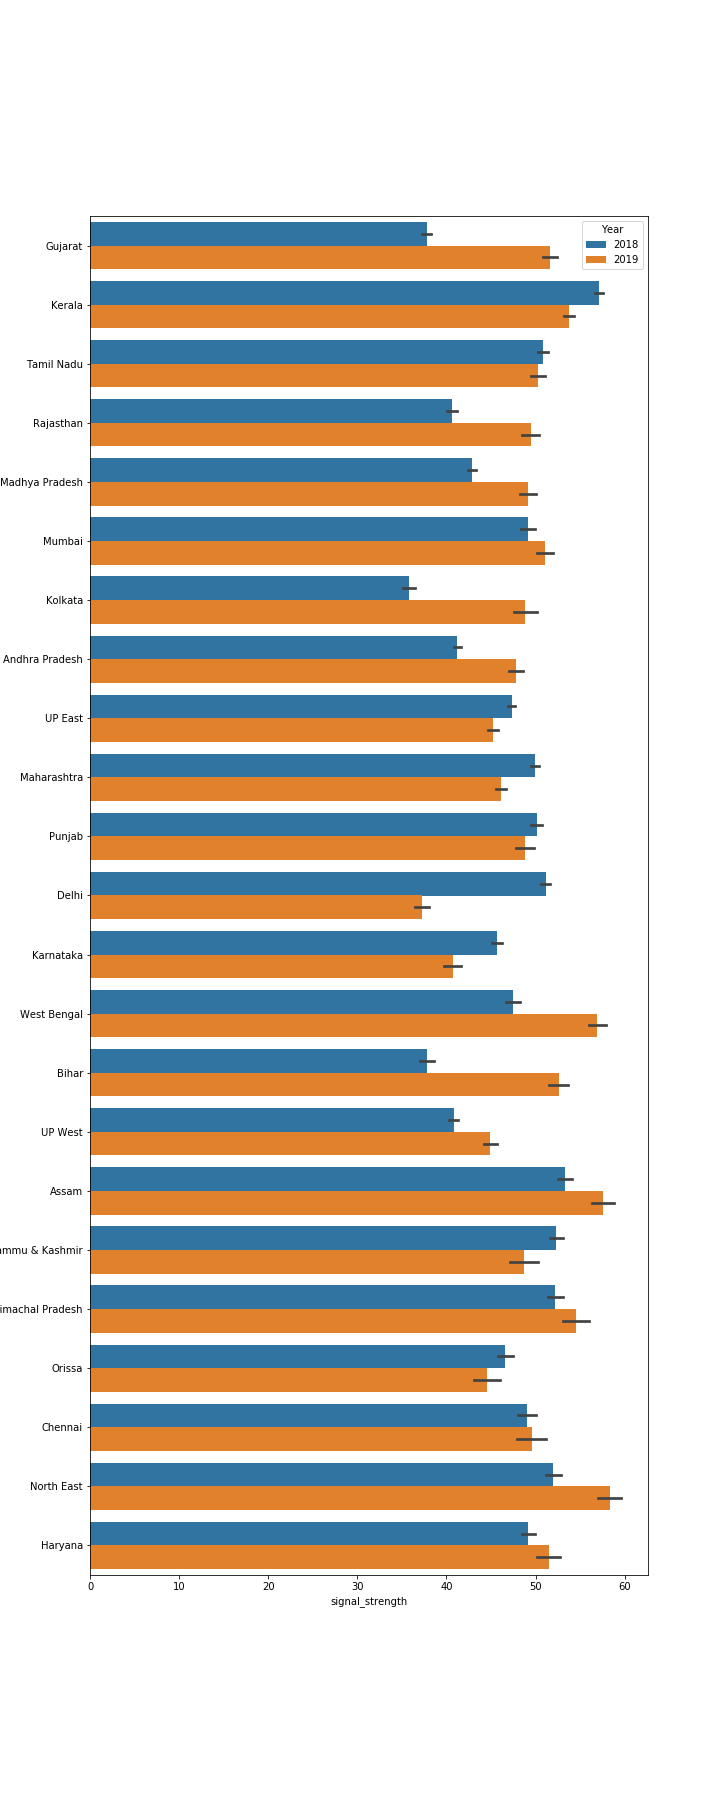 Year
2018
2019
Gujarat
Kerala
Tamil Nadu
Rajasthan
Madhya Pradesh
Mumbai
Kolkata
Andhra Pradesh
UP East
Maharashtra
Punjab
Delhi
Karnataka
West Bengal
Bihar
UP West
Assam
ammu & Kashmir
imachal Pradesh
Orissa
Chennai
North East
Haryana
0 10 20 30 40 50 60
signal_strength